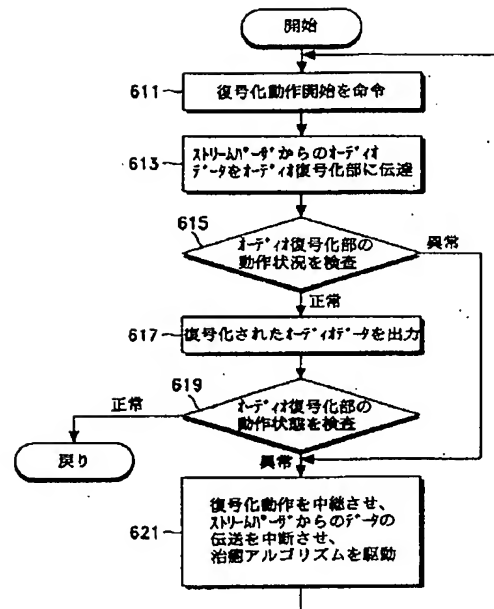 開始
611
復号化動作開始を命令
613
ストリームパーサからのオーディオ
データをオーディオ復号化部に伝達
615
オーディオ復号化部の
動作状況を検査
異常
正常
617
復号化されたオーディオデータを出力
619
オーディオ復号化部の
動作状態を検査
正常
戻り
異常
621
復号化動作を中継させ、
ストリームパーサからのデータの
伝送を中断させ、
治癒アルゴリズムを駆動